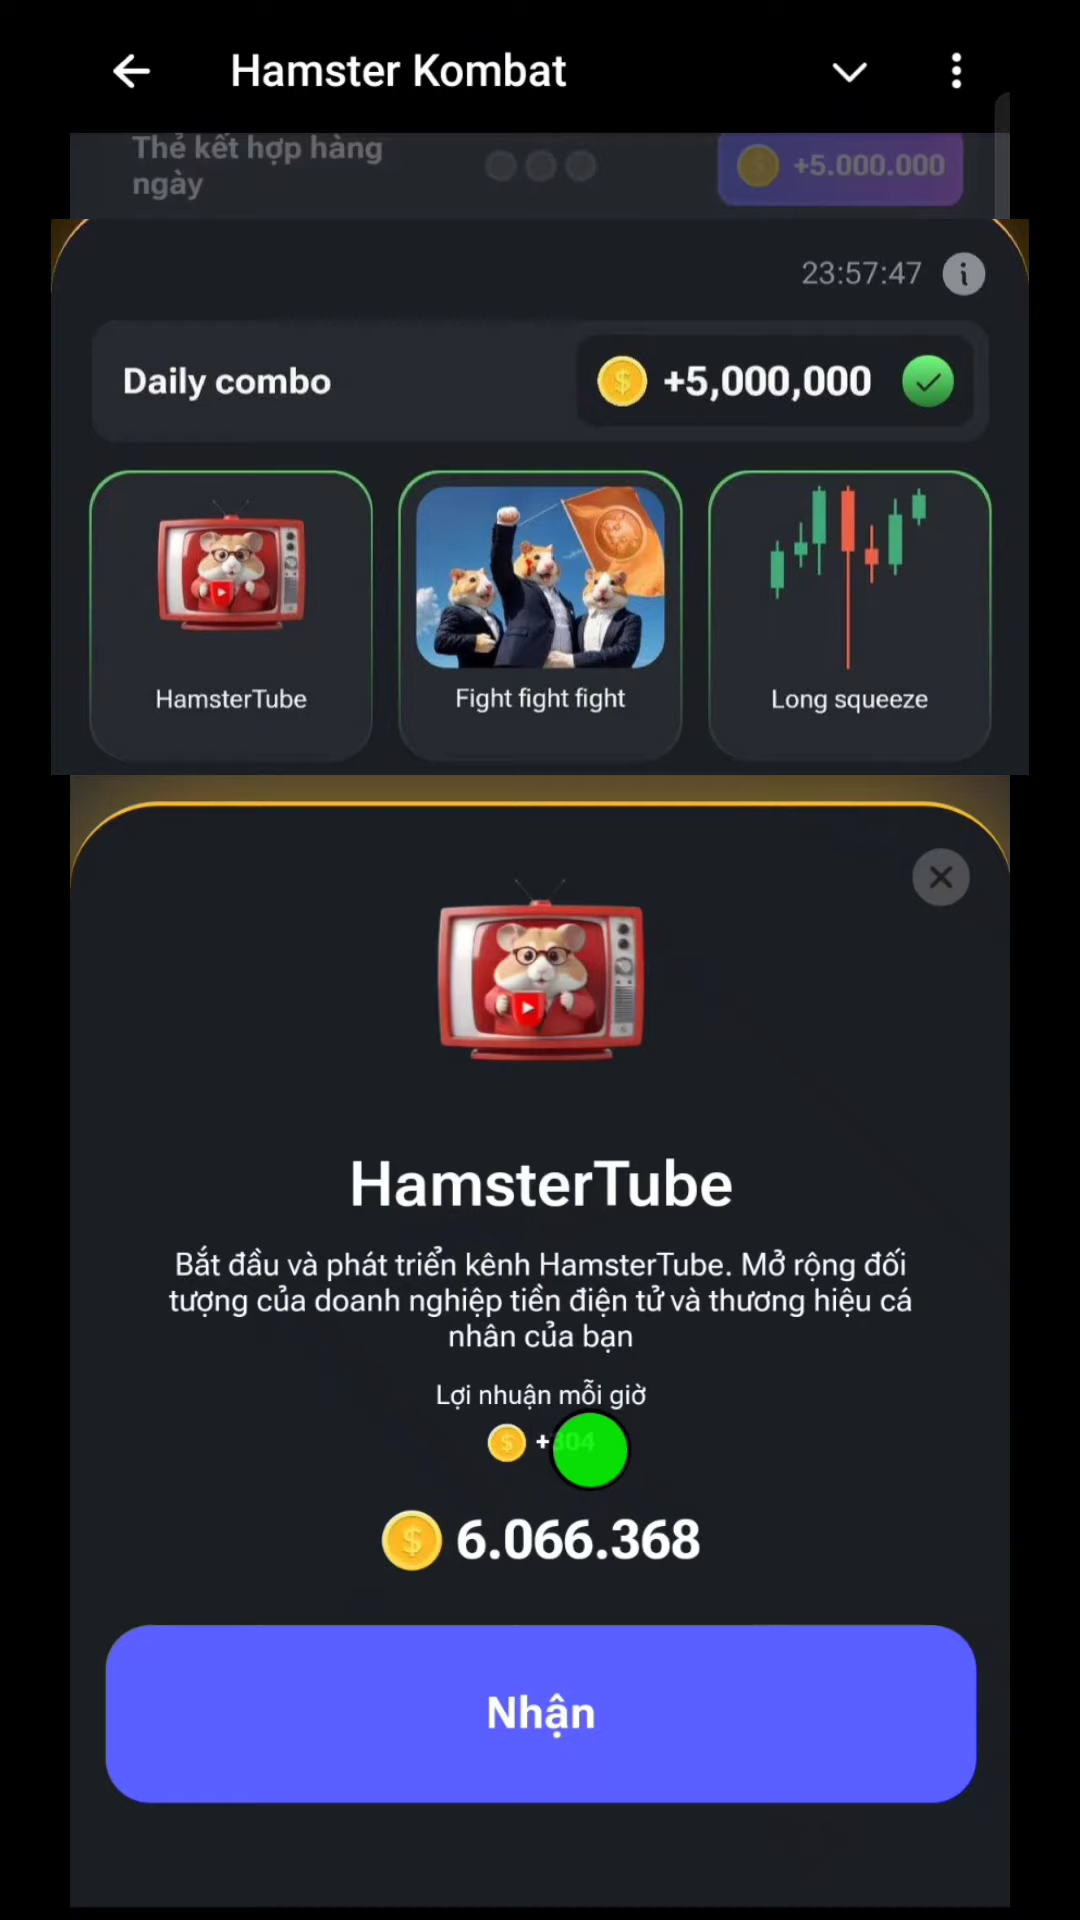 Hamster Kombat
Thẻ kết hợp hàng
ngày
+5.000.000
23:57:47
Daily combo
+5,000,000
HamsterTube
Fight fight fight
Long squeeze
HamsterTube
Bắt đầu và phát triển kênh HamsterTube. Mở rộng đối
tượng của doanh nghiệp tiền điện tử và thương hiệu cá
nhân của bạn
Lợi nhuận mỗi giờ
+304
6.066.368
Nhận